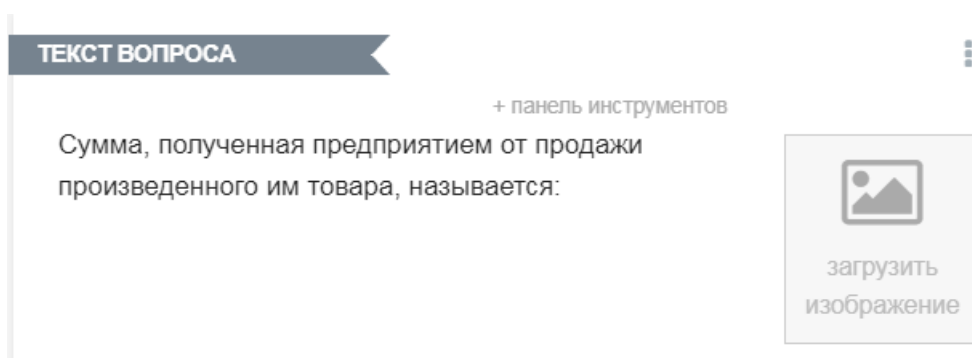 ТЕКСТ ВОПРОСА
+ панель инструментов
Сумма, полученная предприятием от продажи
произведенного им товара, называется:
загрузить
изображение